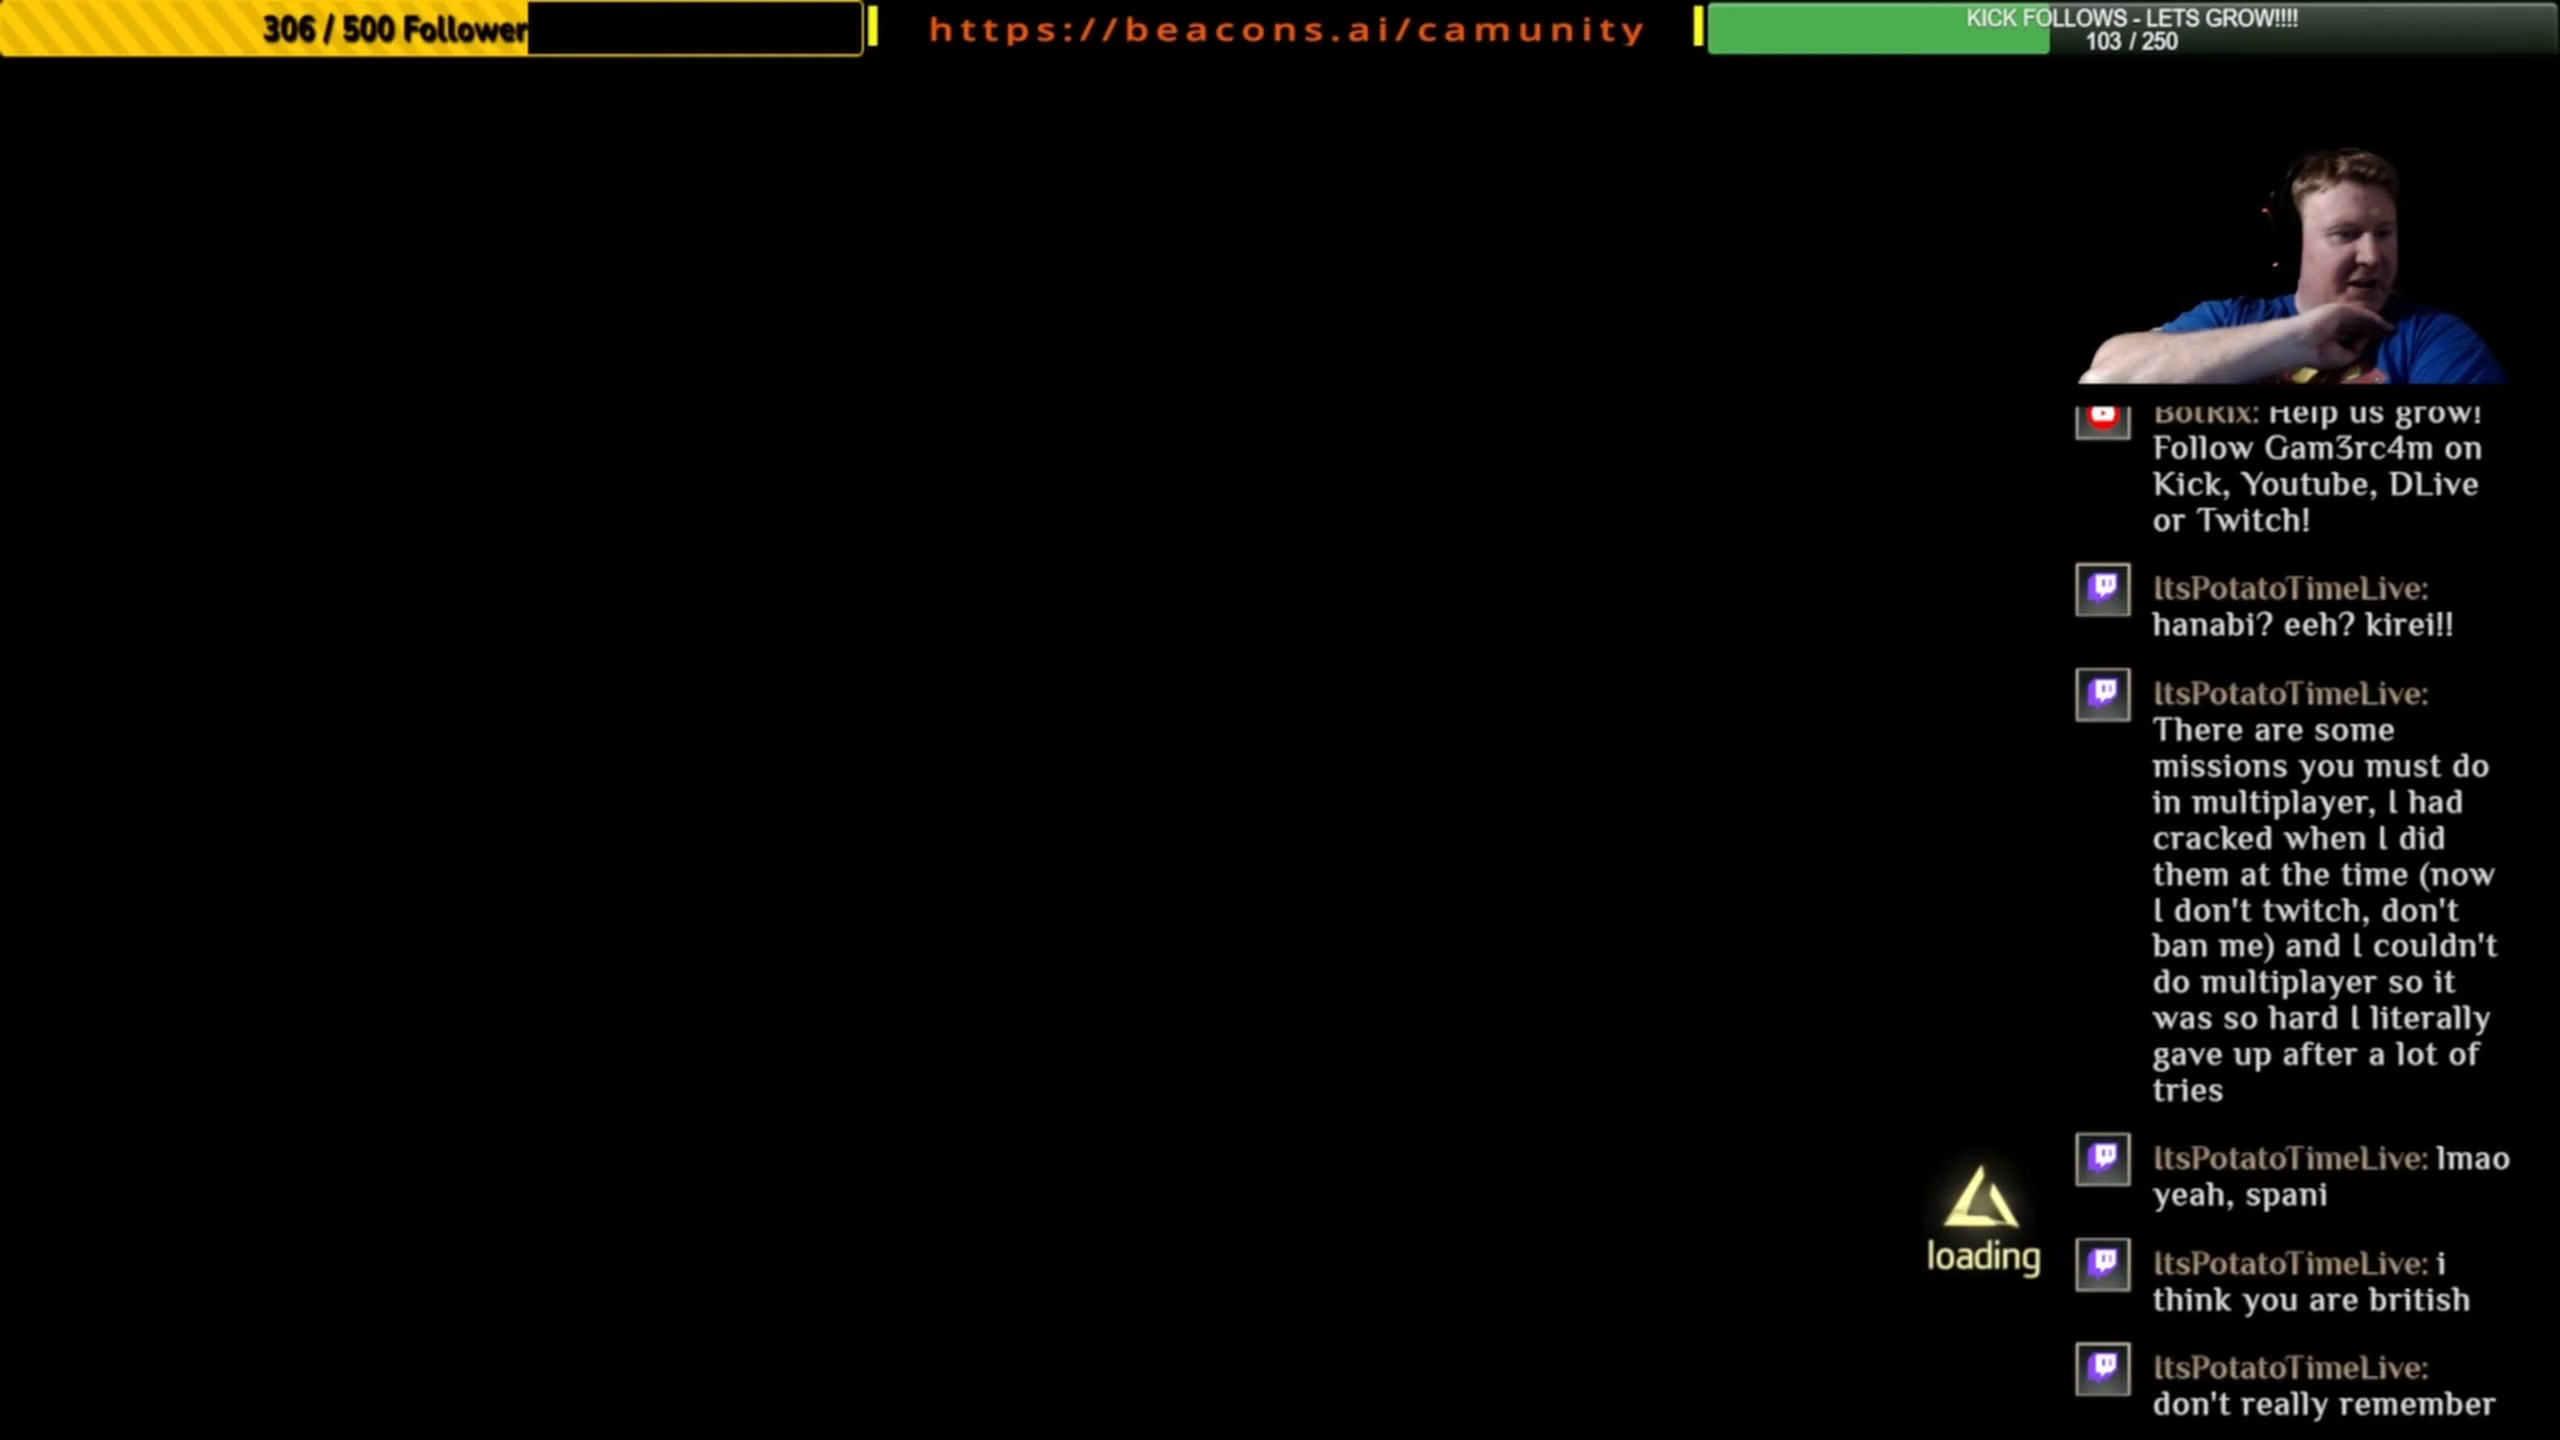 306 / 500 Follower
https://beacons.ai/camunity
KICK FOLLOWS - LETS GROW!!!!
103 / 250
BotRix: Help us grow!
Follow Gam3rc4m on
Kick, Youtube, DLive
or Twitch!
ItsPotatoTimeLive:
hanabi? eeh? kirei!!
ItsPotatoTimeLive:
There are some
missions you must do
in multiplayer, I had
cracked when I did
them at the time (now
I don't twitch, don't
ban me) and I couldn't
do multiplayer so it
was so hard I literally
gave up after a lot of
tries
ItsPotatoTimeLive: lmao
yeah, spani
ItsPotatoTimeLive: i
think you are british
ItsPotatoTimeLive:
don't really remember
loading